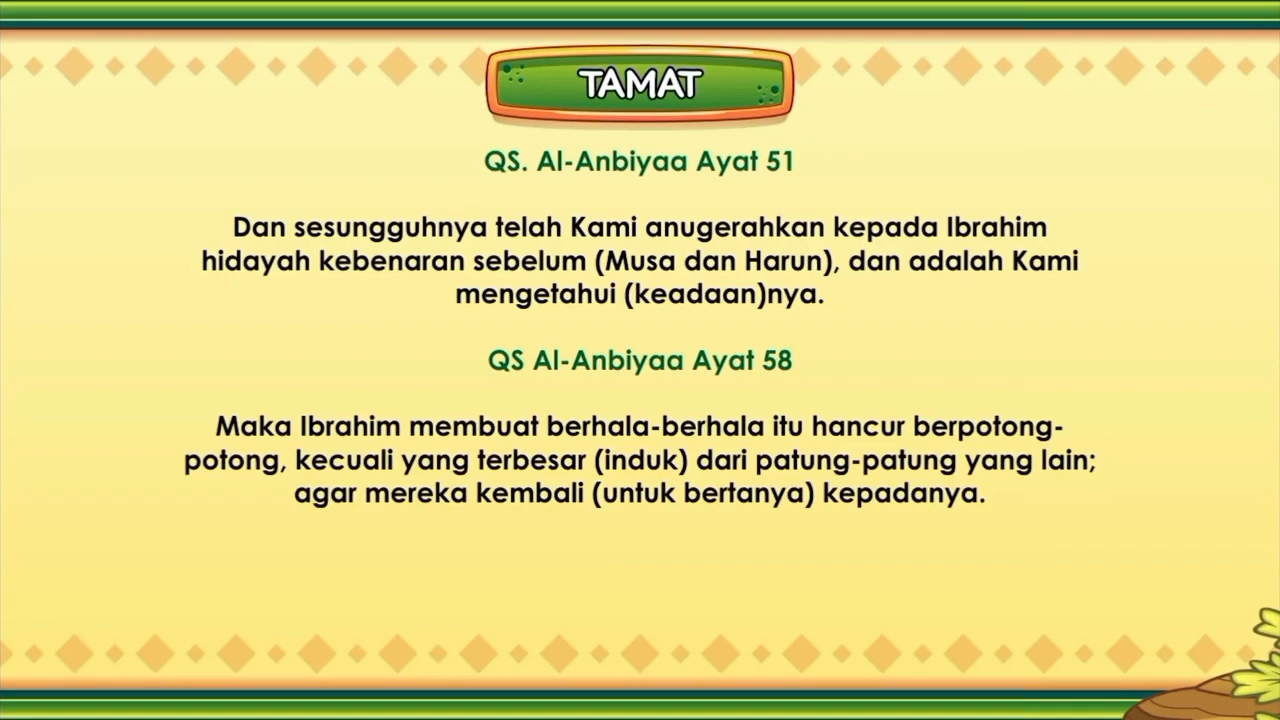 TAMAT
QS. Al-Anbiyaa Ayat 51
Dan sesungguhnya telah Kami anugerahkan kepada Ibrahim
hidayah kebenaran sebelum (Musa dan Harun), dan adalah Kami
mengetahui (keadaan)nya.
QS Al-Anbiyaa Ayat 58
Maka Ibrahim membuat berhala-berhala itu hancur berpotong-
potong, kecuali yang terbesar (induk) dari patung-patung yang lain;
agar mereka kembali (untuk bertanya) kepadanya.